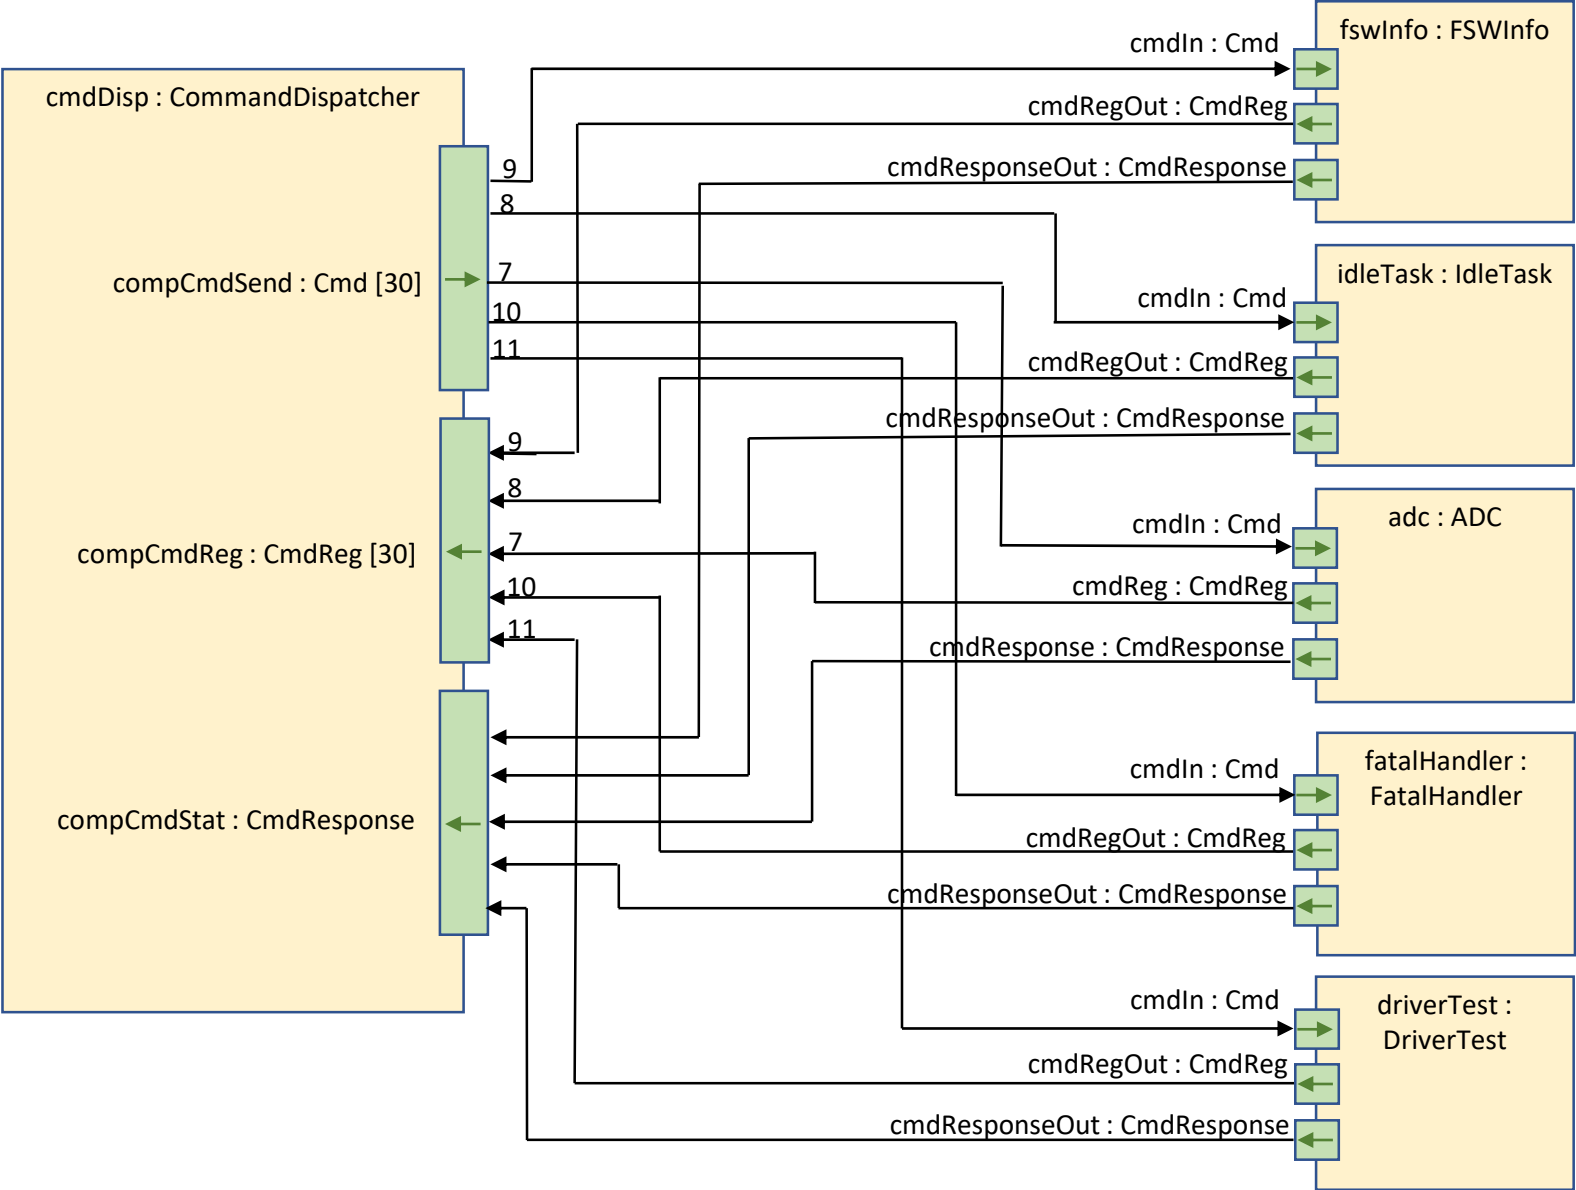 cmdDisp : CommandDispatcher
compCmdSend : Cmd [30]
9
8
7
10
11
compCmdReg : CmdReg [30]
9
8
7
10
11
compCmdStat : CmdResponse
fswInfo : FSWInfo
cmdIn : Cmd
cmdRegOut : CmdReg
cmdResponseOut : CmdResponse
idleTask : IdleTask
cmdIn : Cmd
cmdRegOut : CmdReg
cmdResponseOut : CmdResponse
adc : ADC
cmdIn : Cmd
cmdReg : CmdReg
cmdResponse : CmdResponse
fatalHandler :
FatalHandler
cmdIn : Cmd
cmdRegOut : CmdReg
cmdResponseOut : CmdResponse
driverTest :
DriverTest
cmdIn : Cmd
cmdRegOut : CmdReg
cmdResponseOut : CmdResponse